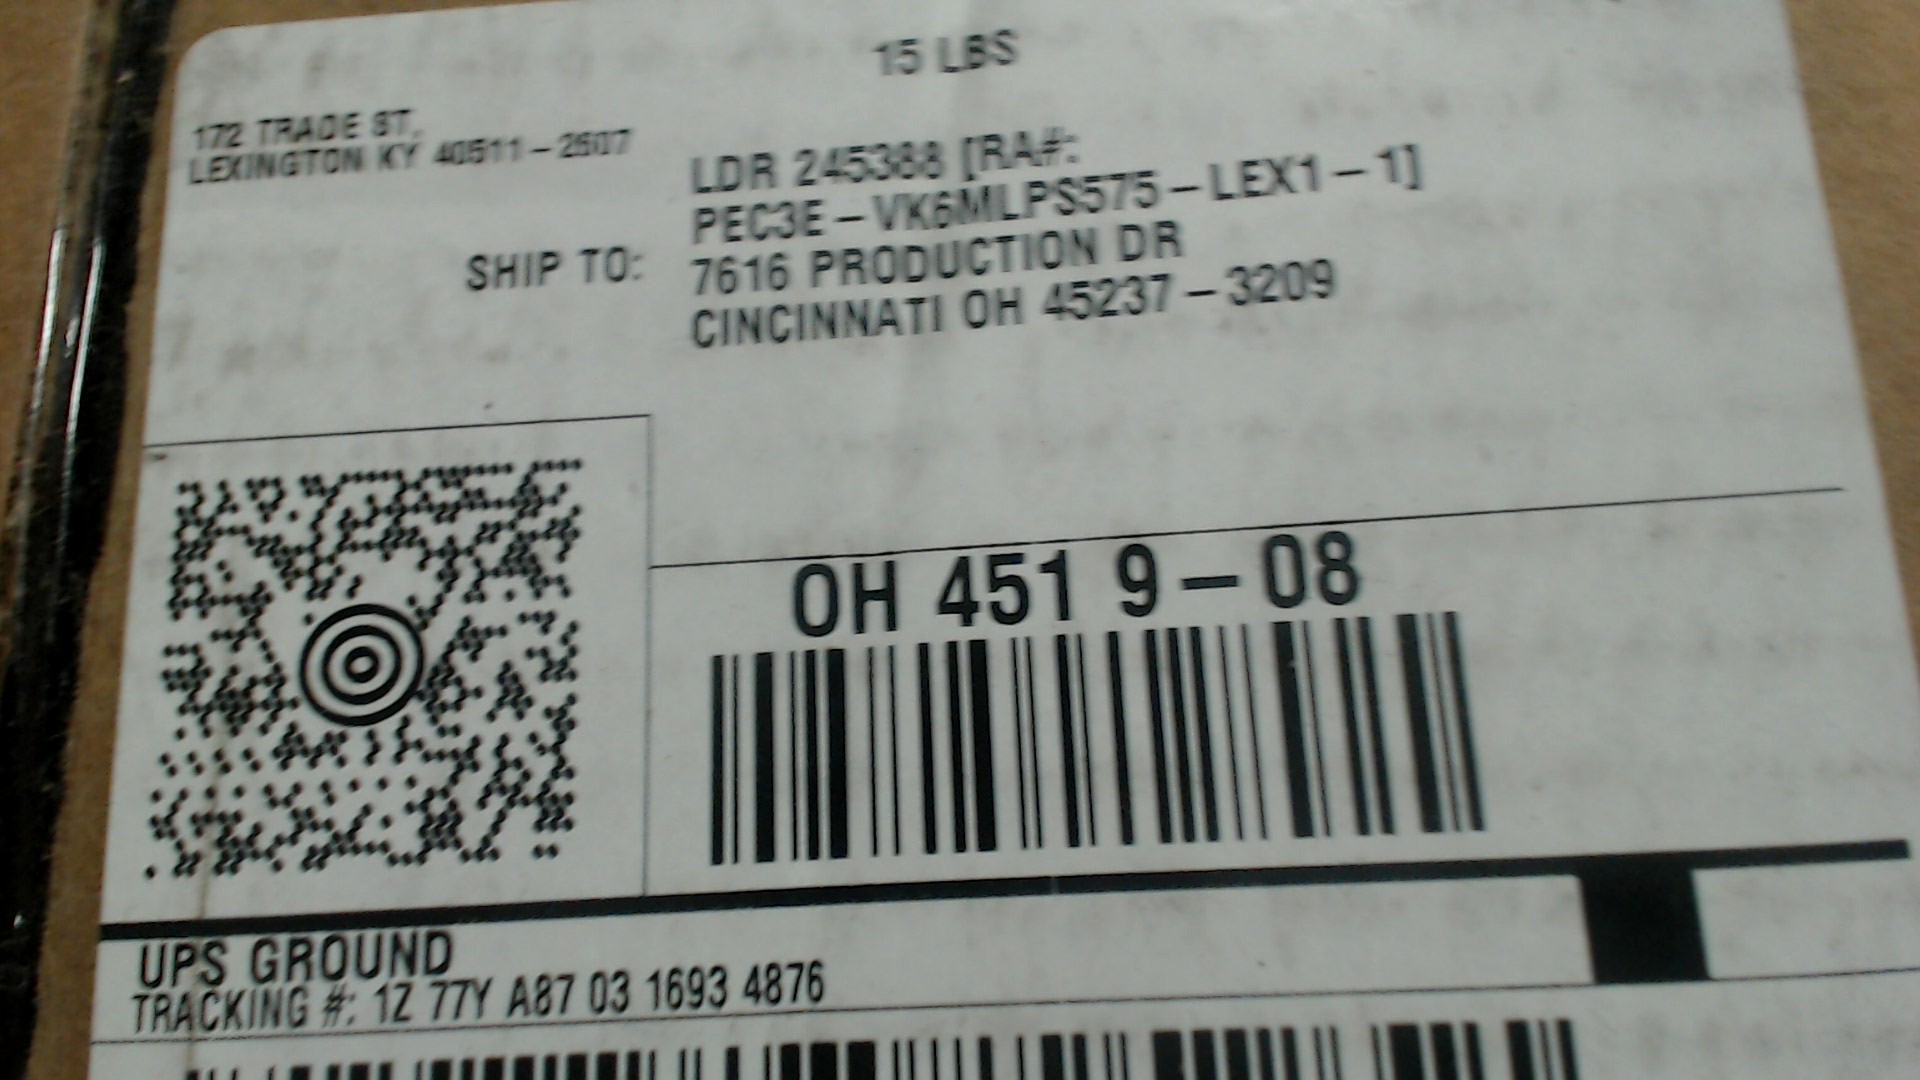 15 LBS
172 TRADE ST.
LEXINGTON KY 40511-2607
LDR 245388 [RA#:
PEC3E-VK6MLPS575-LEX1-1]
SHIP TO: 7616 PRODUCTION DR
CINCINNATI OH 45237-3209
OH 451 9-08
UPS GROUND
TRACKING #: 1Z 77Y A87 03 1693 4876